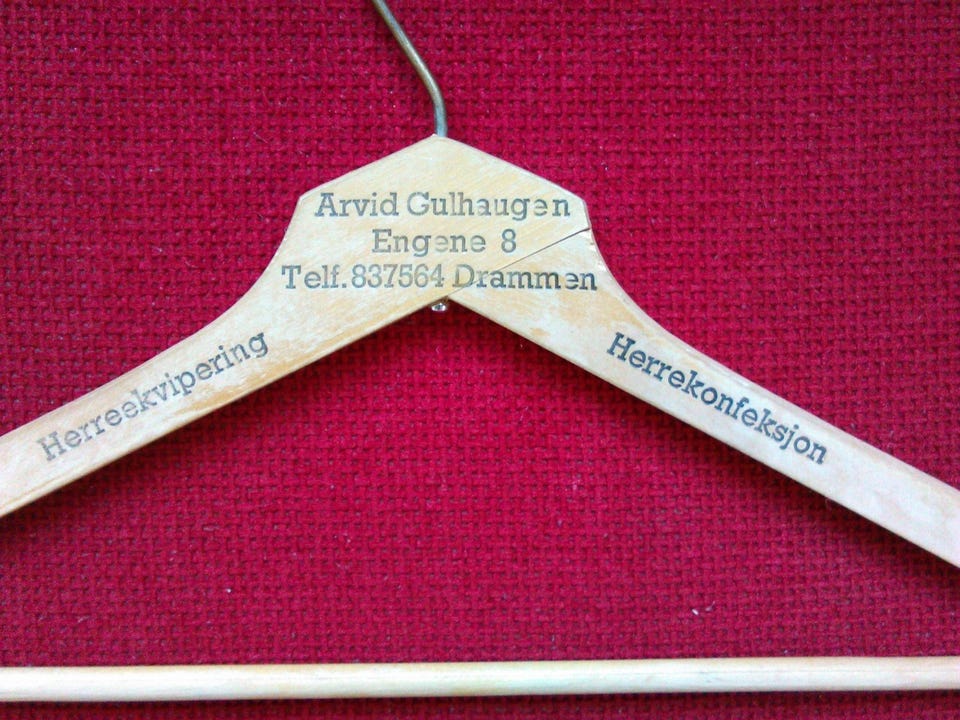 Arvid Gulhaugen
Engene 8
Telf. 837564 Drammen
Herreekvipering
Herrekonfeksjon